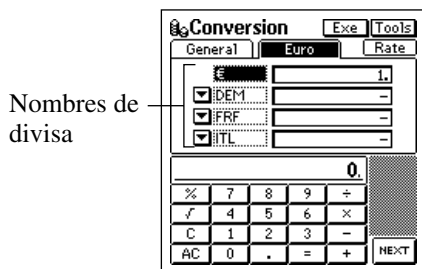 Conversion Exe Tools
General Euro Rate
€ 1.
DEM -
FRF -
ITL -
Nombres de
divisa
0.
% 7 8 9 ÷
√ 4 5 6 ×
C 1 2 3 -
AC 0 . = + NEXT